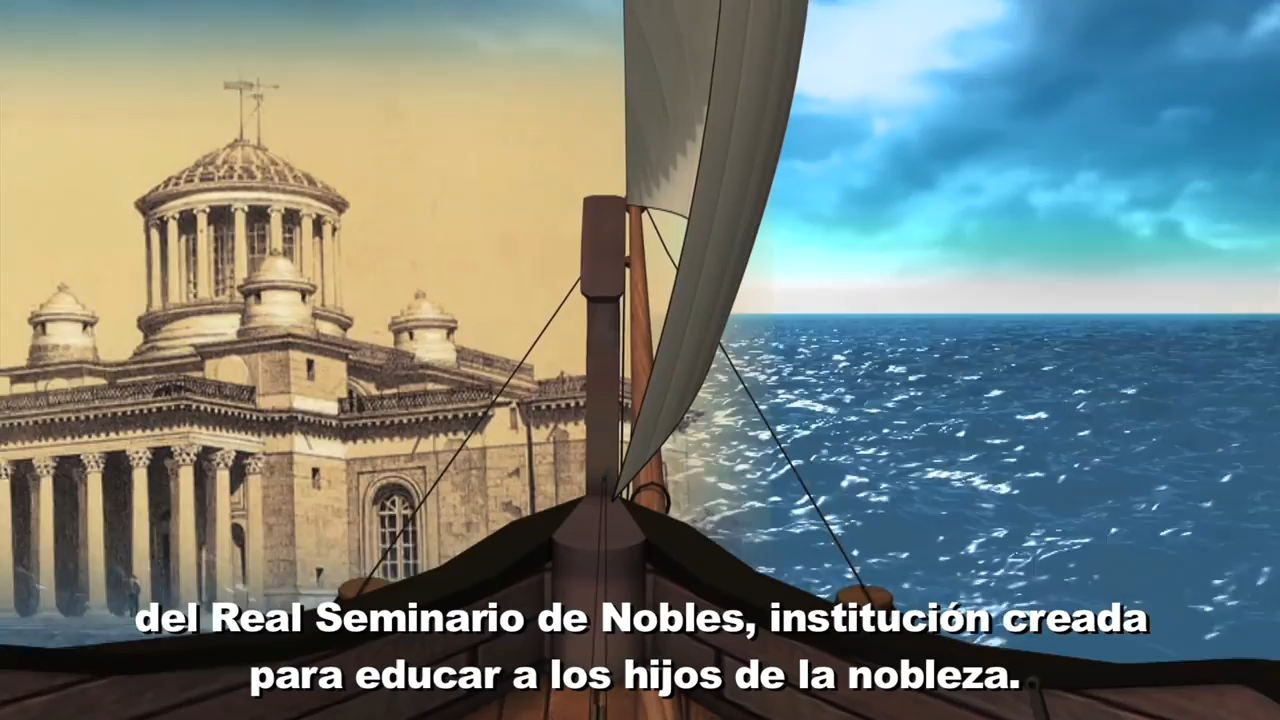 del Real Seminario de Nobles, institución creada
para educar a los hijos de la nobleza.